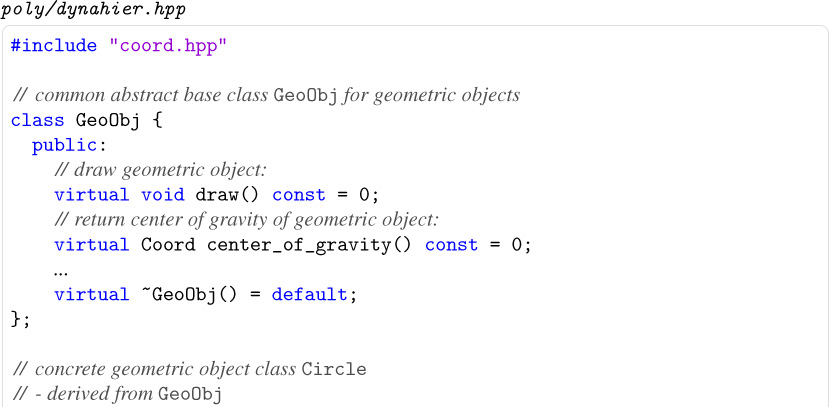 poly/dynahier.hpp
#include "coord.hpp"
// common abstract base class GeoObj for geometric objects
class GeoObj {
public:
// draw geometric object:
virtual void draw() const = 0;
// return center of gravity of geometric object:
virtual Coord center_of_gravity() const = 0;
...
virtual ~GeoObj() = default;
};
// concrete geometric object class Circle
// - derived from GeoObj